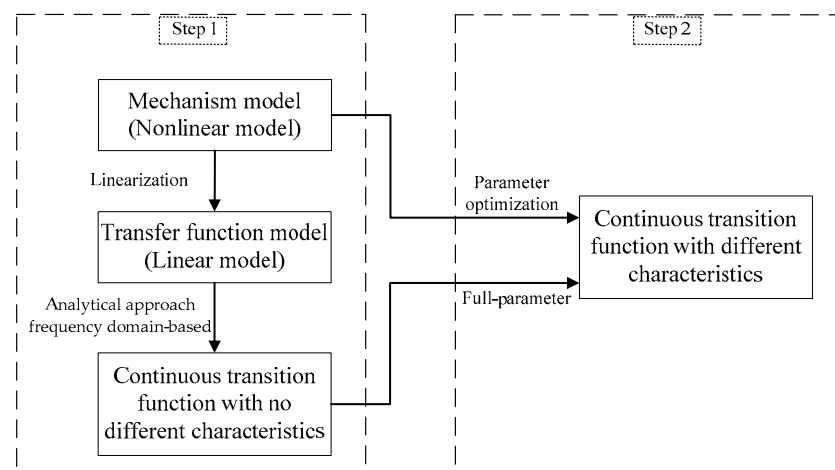 Step 1
Mechanism model
(Nonlinear model)
Linearization
Transfer function model
(Linear model)
Analytical approach
frequency domain-based
Continuous transition
function with no
different characteristics
Step 2
Parameter
optimization
Full-parameter
Continuous transition
function with different
characteristics